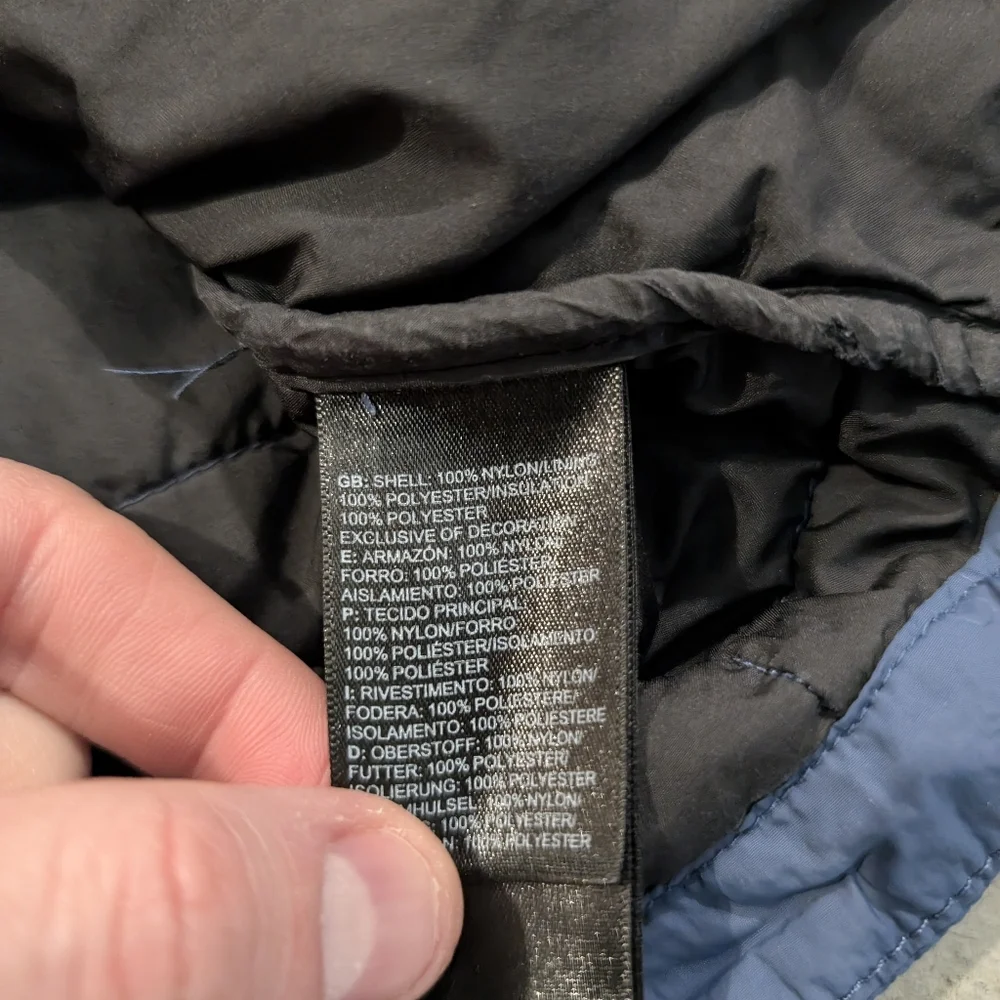 GB: SHELL: 100% NYLON/LINING
100% POLYESTER/INSULATION
100% POLYESTER
EXCLUSIVE OF DECORATION
E: ARMAZÓN: 100% NYLON/
FORRO: 100% POLIÉSTER/
AISLAMIENTO: 100% POLIÉSTER
P: TECIDO PRINCIPAL:
100% NYLON/FORRO:
100% POLIÉSTER/ISOLAMENTO
100% POLIÉSTER
I: RIVESTIMENTO: 100% NYLON/
FODERA: 100% POLIESTERE/
ISOLAMENTO: 100% POLIESTERE
D: OBERSTOFF: 100% NYLON/
FUTTER: 100% POLYESTER/
ISOLIERUNG: 100% POLYESTER
100% NYLON/
100% POLYESTER/
100% POLYESTER